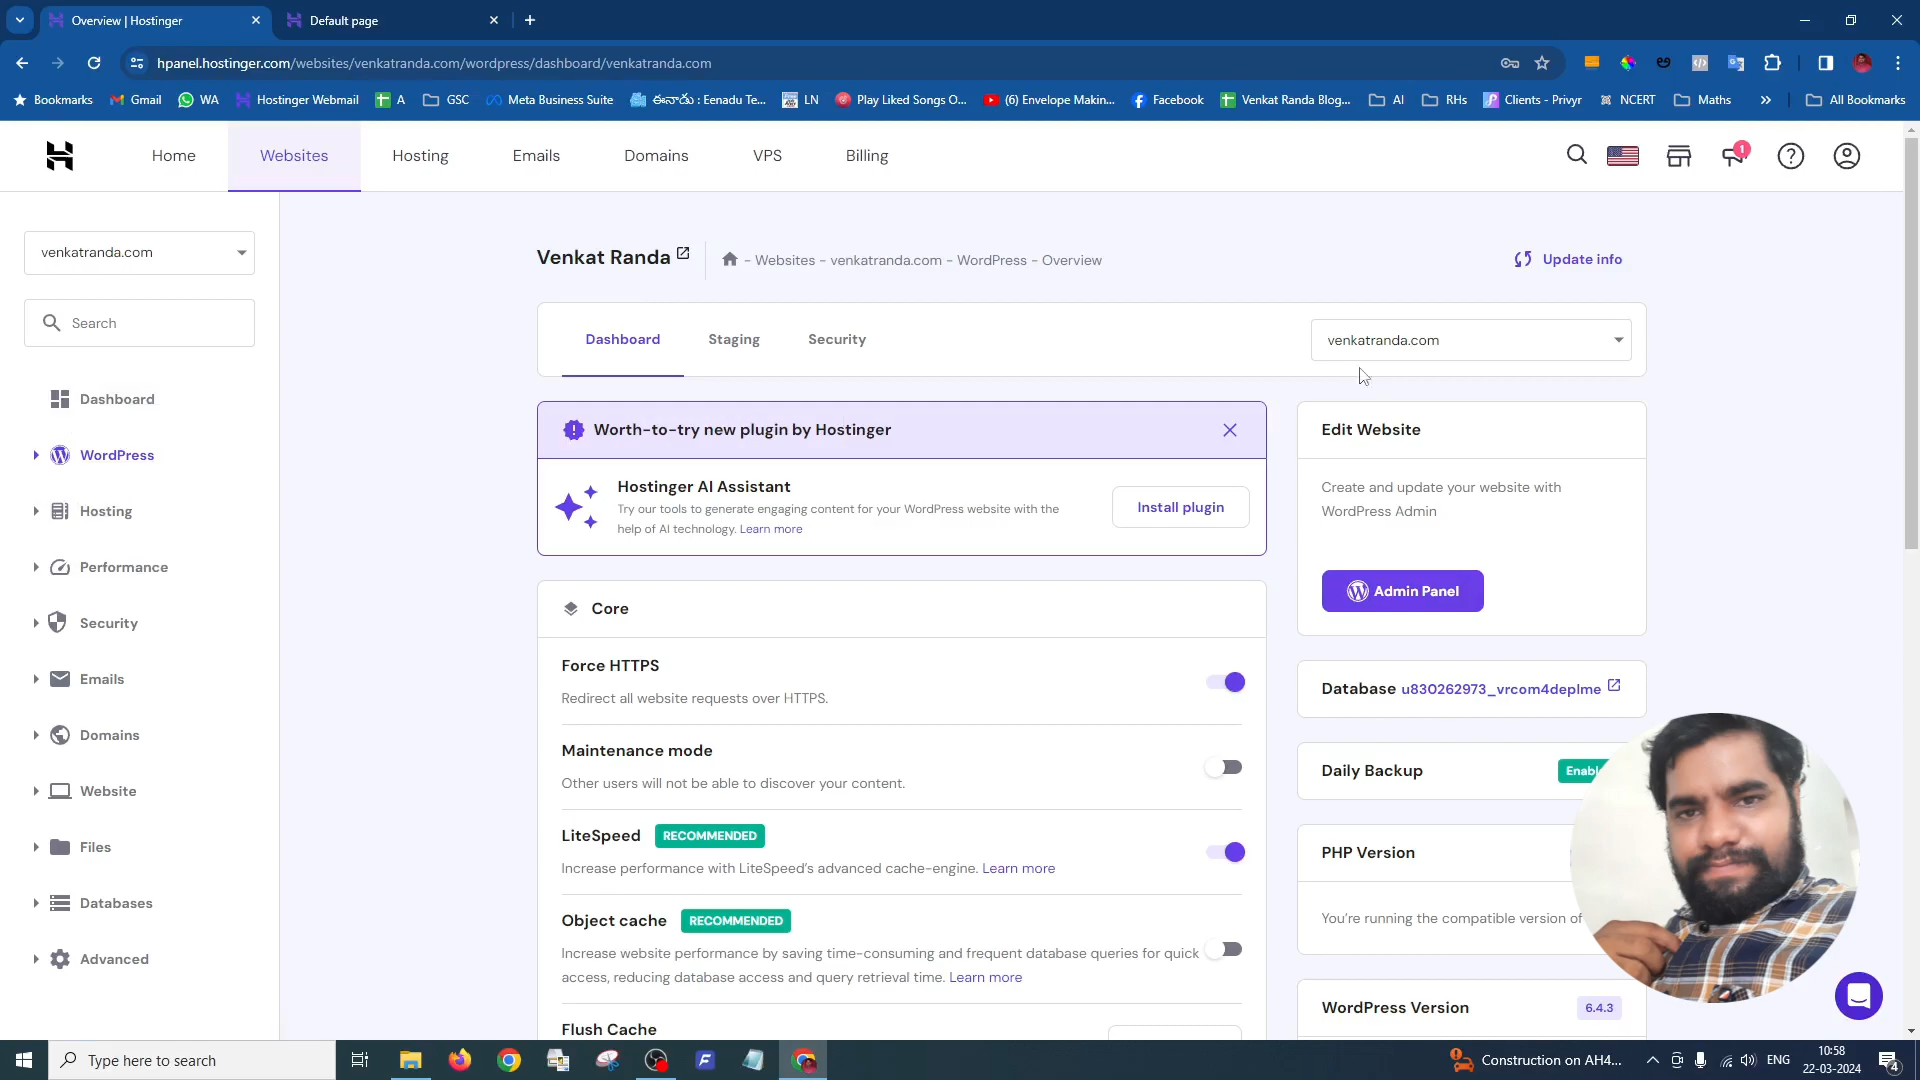 Overview | Hostinger
Default page
hpanel.hostinger.com/websites/venkatranda.com/wordpress/dashboard/venkatranda.com
Bookmarks
Gmail
WA
Hostinger Webmail
A
GSC
Meta Business Suite
ఈనాడు : Eenadu Te...
LN
Play Liked Songs O...
(6) Envelope Makin...
Facebook
Venkat Randa Blog...
AI
RHs
Clients - Privyr
NCERT
Maths
All Bookmarks
Home
Websites
Hosting
Emails
Domains
VPS
Billing
1
venkatranda.com
Search
Dashboard
WordPress
Hosting
Performance
Security
Emails
Domains
Website
Files
Databases
Advanced
Venkat Randa
- Websites - venkatranda.com - WordPress - Overview
Update info
Dashboard
Staging
Security
venkatranda.com
Worth-to-try new plugin by Hostinger
Hostinger AI Assistant
Try our tools to generate engaging content for your WordPress website with the
help of AI technology. Learn more
Install plugin
Core
Force HTTPS
Redirect all website requests over HTTPS.
Maintenance mode
Other users will not be able to discover your content.
LiteSpeed RECOMMENDED
Increase performance with LiteSpeed's advanced cache-engine. Learn more
Object cache RECOMMENDED
Increase website performance by saving time-consuming and frequent database queries for quick
access, reducing database access and query retrieval time. Learn more
Flush Cache
Edit Website
Create and update your website with
WordPress Admin
Admin Panel
Database u830262973_vrcom4deplme
Daily Backup
Enabl
PHP Version
You're running the compatible version of
WordPress Version
6.4.3
Type here to search
Construction on AH4...
ENG
10:58
22-03-2024
4